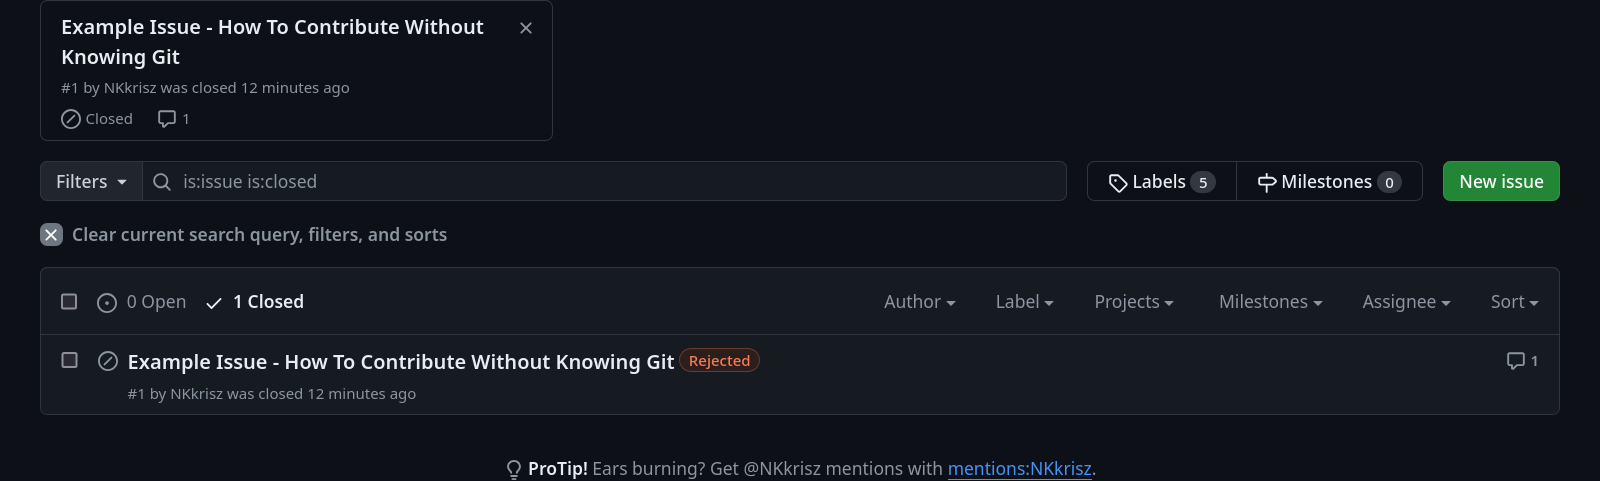 Example Issue - How To Contribute Without
Knowing Git
#1 by NKkrisz was closed 12 minutes ago
Closed 1
Filters is:issue is:closed Labels 5 Milestones 0 New issue
Clear current search query, filters, and sorts
0 Open 1 Closed Author Label Projects Milestones Assignee Sort
Example Issue - How To Contribute Without Knowing Git Rejected 1
#1 by NKkrisz was closed 12 minutes ago
ProTip! Ears burning? Get @NKkrisz mentions with mentions:NKkrisz.